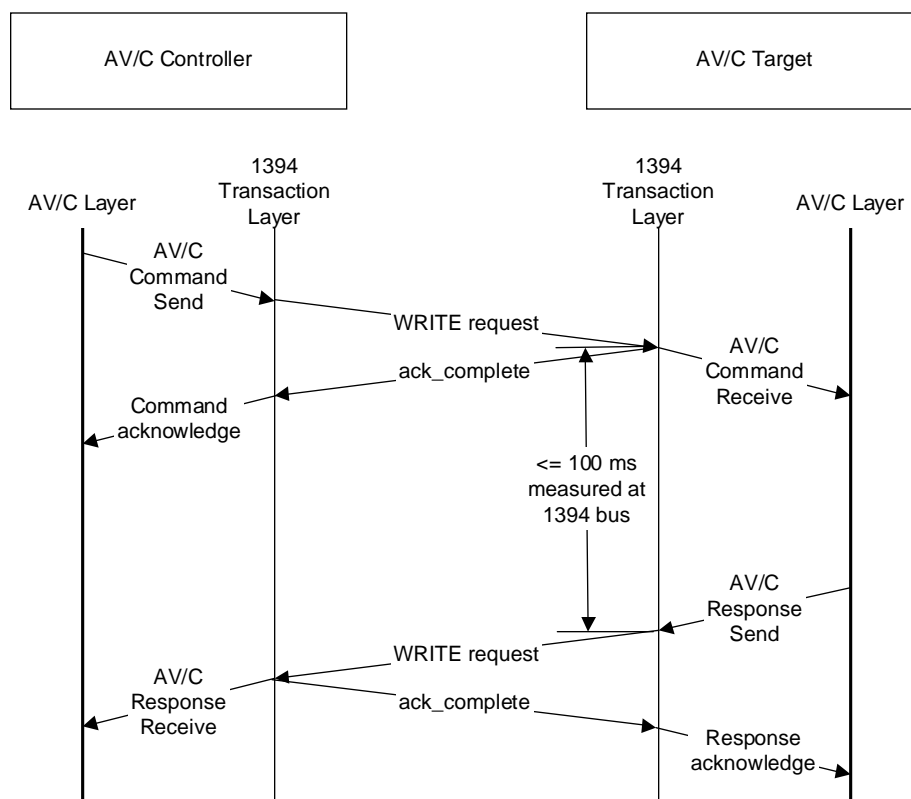 AV/C Controller
AV/C Target
AV/C Layer
1394
Transaction
Layer
1394
Transaction
Layer
AV/C Layer
AV/C
Command
Send
WRITE request
ack_complete
AV/C
Command
Receive
Command
acknowledge
<= 100 ms
measured at
1394 bus
AV/C
Response
Send
WRITE request
AV/C
Response
Receive
ack_complete
Response
acknowledge